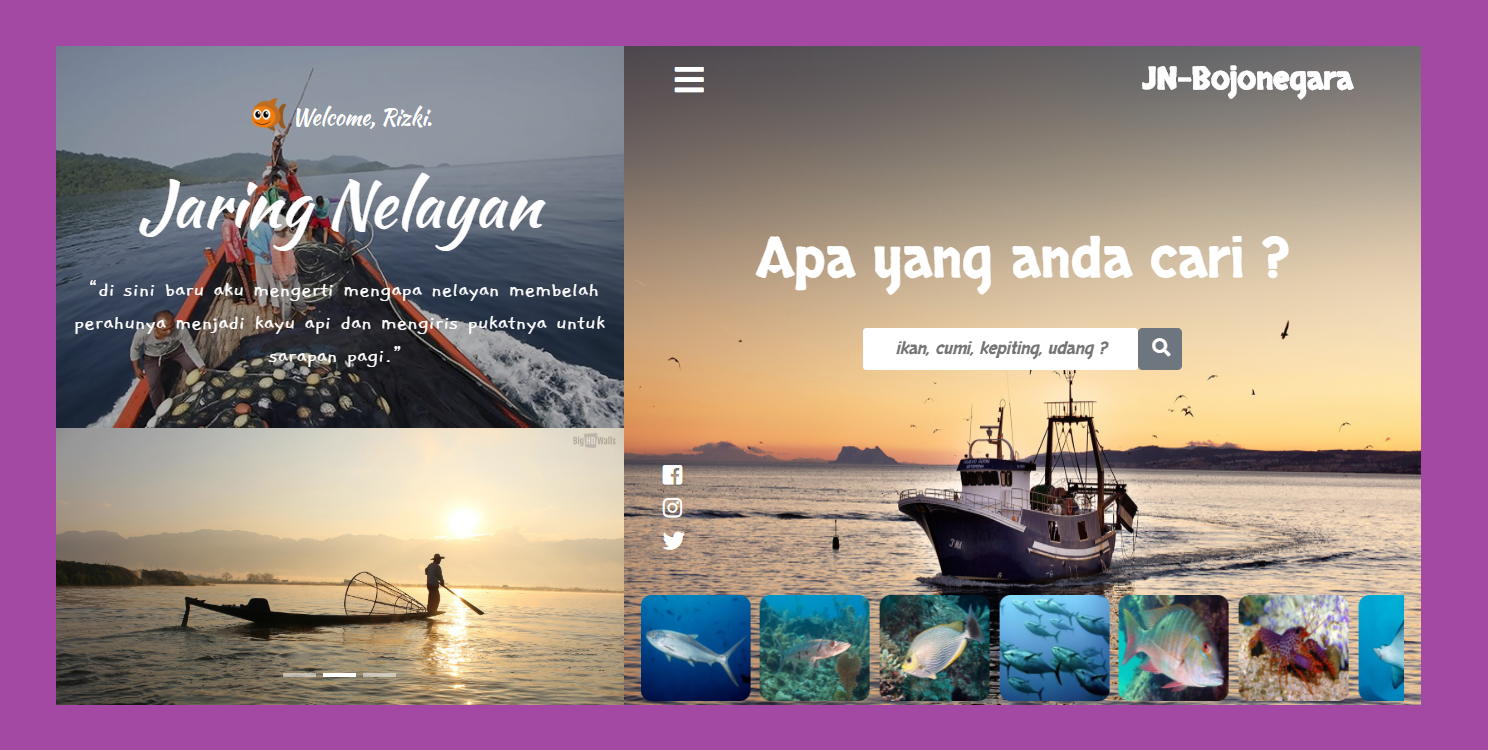 Welcome, Rizki.
Jaring Nelayan
“di sini baru aku mengerti mengapa nelayan membelah
perahunya menjadi kayu api dan mengiris pukatnya untuk
sarapan pagi.”
BigHDWalls
JN-Bojonegara
Apa yang anda cari ?
ikan, cumi, kepiting, udang ?